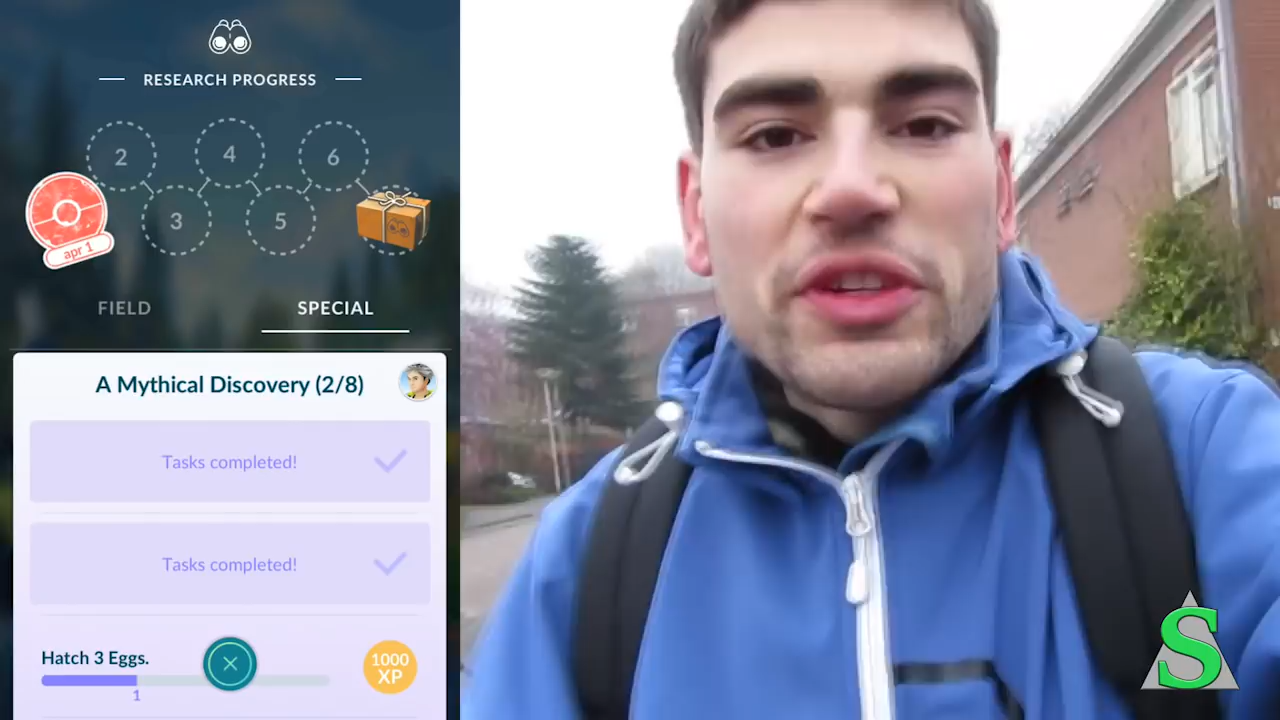 RESEARCH PROGRESS
2
4
6
3
5
apr 1
FIELD
SPECIAL
A Mythical Discovery (2/8)
Tasks completed!
Tasks completed!
Hatch 3 Eggs.
1000
XP
1
S